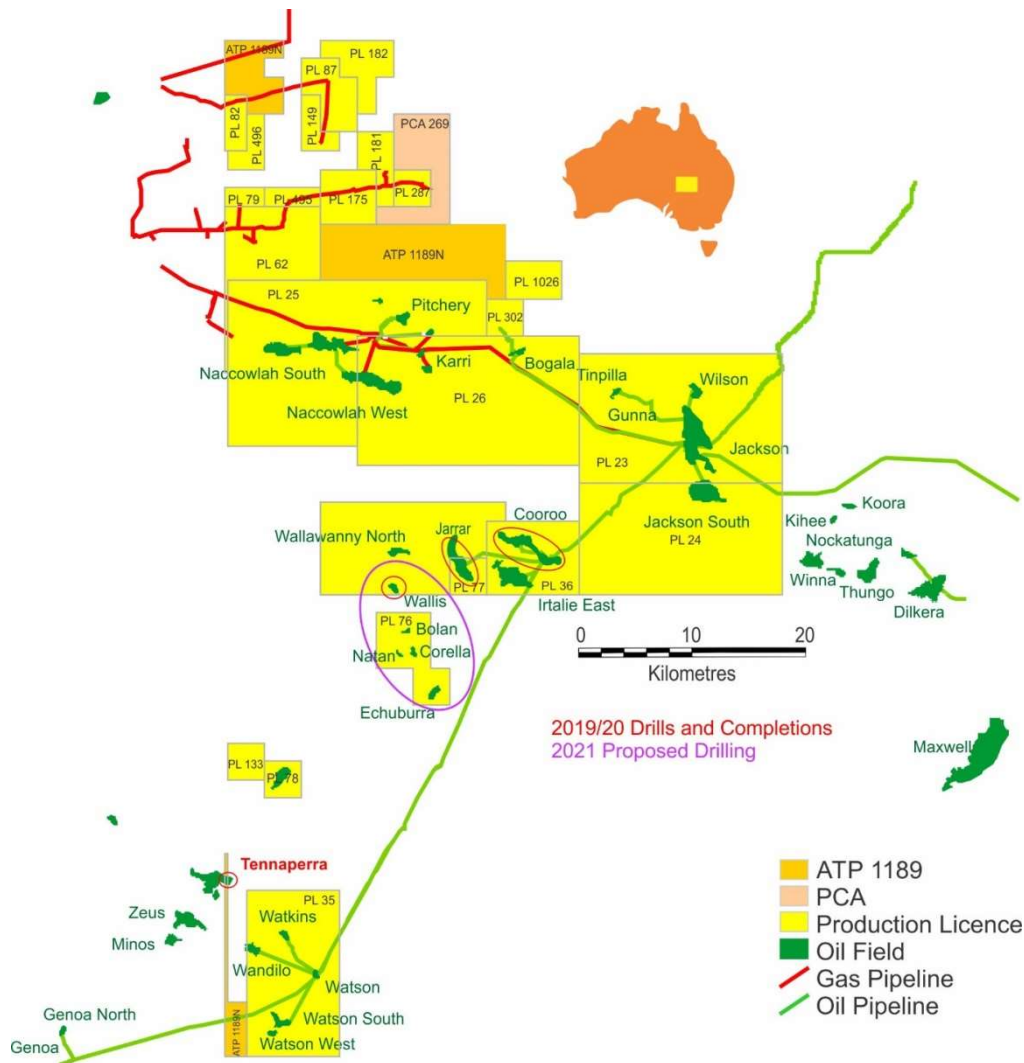 ATP 1189N
PL 182
PL 87
PL 82
PL 149
PL 496
PCA 269
PL 181
PL 287
PL 79
PL 495
PL 175
ATP 1189N
PL 62
PL 1026
PL 25
Pitchery
PL 302
Karri
Bogala
Naccowlah South
Tinpilla
Wilson
Naccowlah West
PL 26
Gunna
Jackson
PL 23
Koora
Cooroo
Jackson South
Kihee
Jarrar
PL 24
Wallawanny North
Nockatunga
Winna
PL 77
PL 36
Thungo
Wallis
Irtalie East
Dilkera
PL 76
Bolan
Natan
Corella
0
10
20
Kilometres
Echuburra
2019/20 Drills and Completions
2021 Proposed Drilling
Maxwell
PL 133
PL 78
Tennaperra
ATP 1189
PCA
Production Licence
Oil Field
Gas Pipeline
Oil Pipeline
PL 35
Watkins
Zeus
Minos
Wandilo
Watson
Genoa North
Watson South
Genoa
ATP 1189N
Watson West